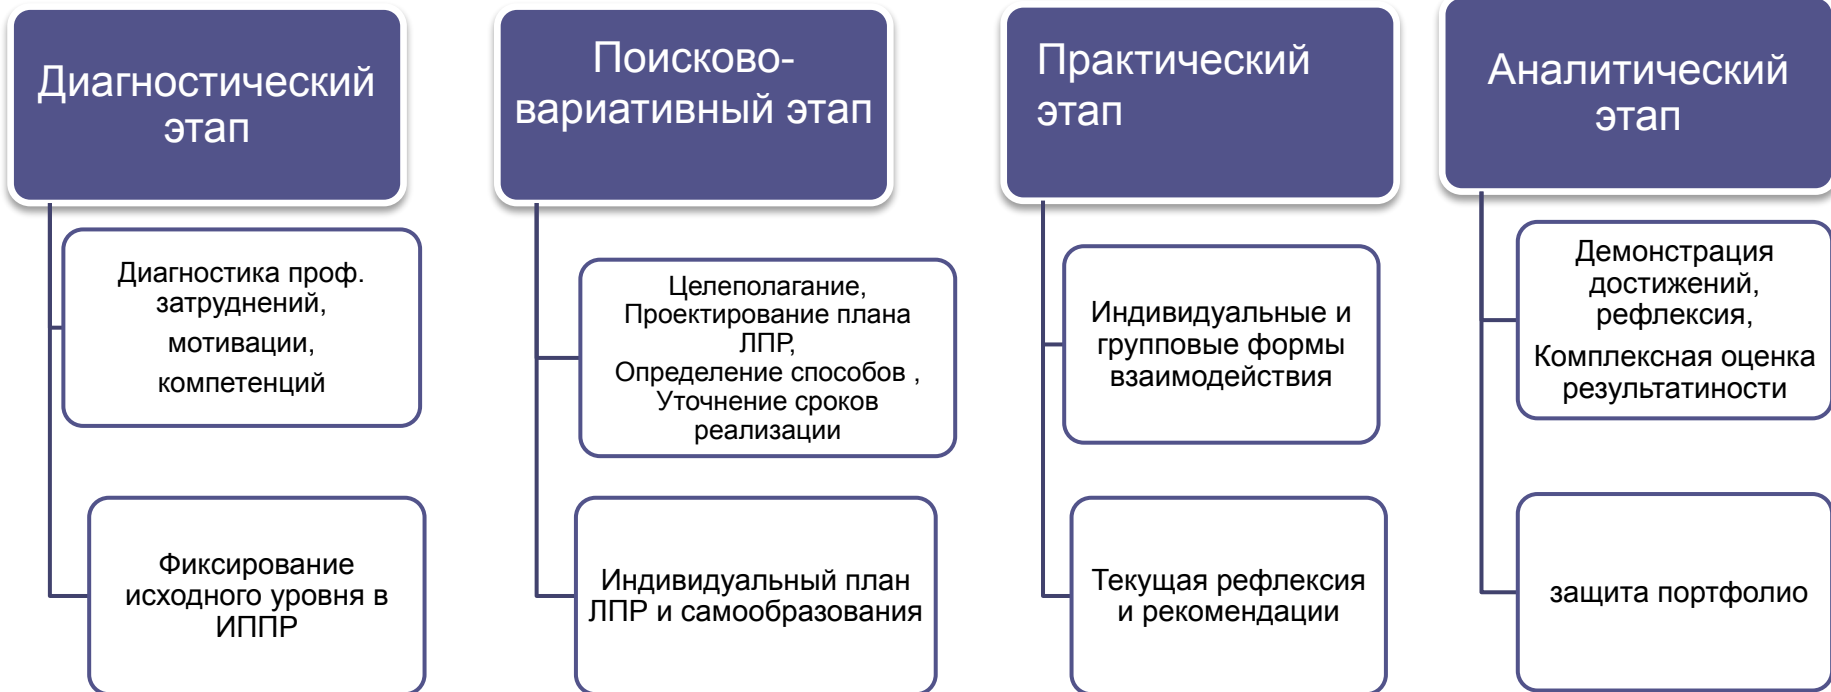 Диагностический
этап
Диагностика проф.
затруднений,
мотивации,
компетенций
Фиксирование
исходного уровня в
ИППР
Поисково-
вариативный этап
Целеполагание,
Проектирование плана
ЛПР,
Определение способов ,
Уточнение сроков
реализации
Индивидуальный план
ЛПР и самообразования
Практический
этап
Индивидуальные и
групповые формы
взаимодействия
Текущая рефлексия
и рекомендации
Аналитический
этап
Демонстрация
достижений,
рефлексия,
Комплексная оценка
результатиности
защита портфолио